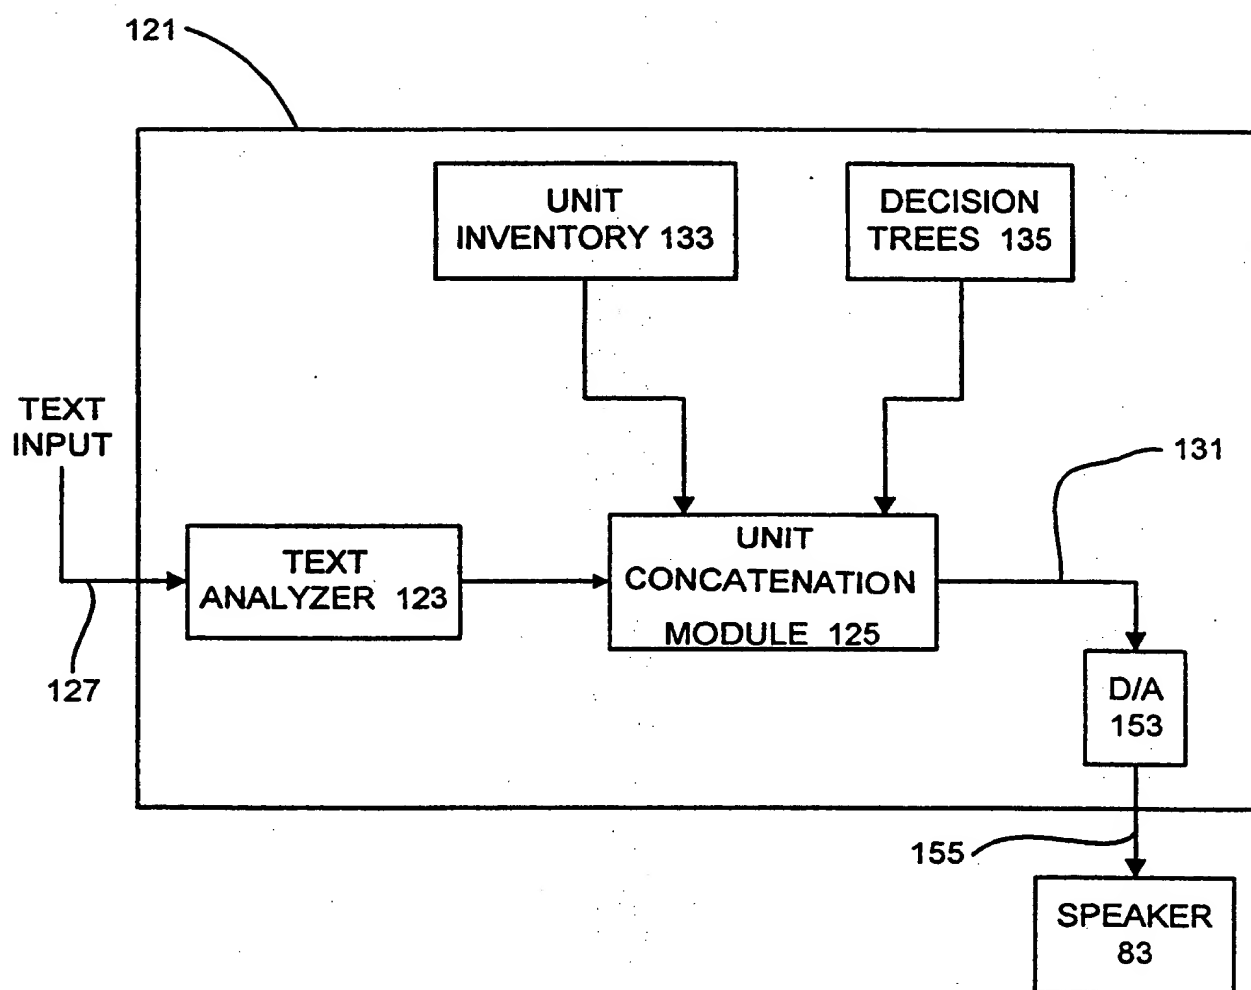 121
UNIT
INVENTORY 133
DECISION
TREES 135
TEXT
INPUT
131
TEXT
ANALYZER 123
UNIT
CONCATENATION
MODULE 125
127
D/A
153
155
SPEAKER
83